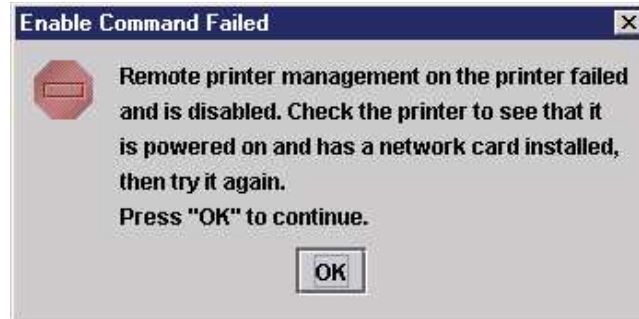 Enable Command Failed
Remote printer management on the printer failed
and is disabled. Check the printer to see that it
is powered on and has a network card installed,
then try it again.
Press "OK" to continue.
OK